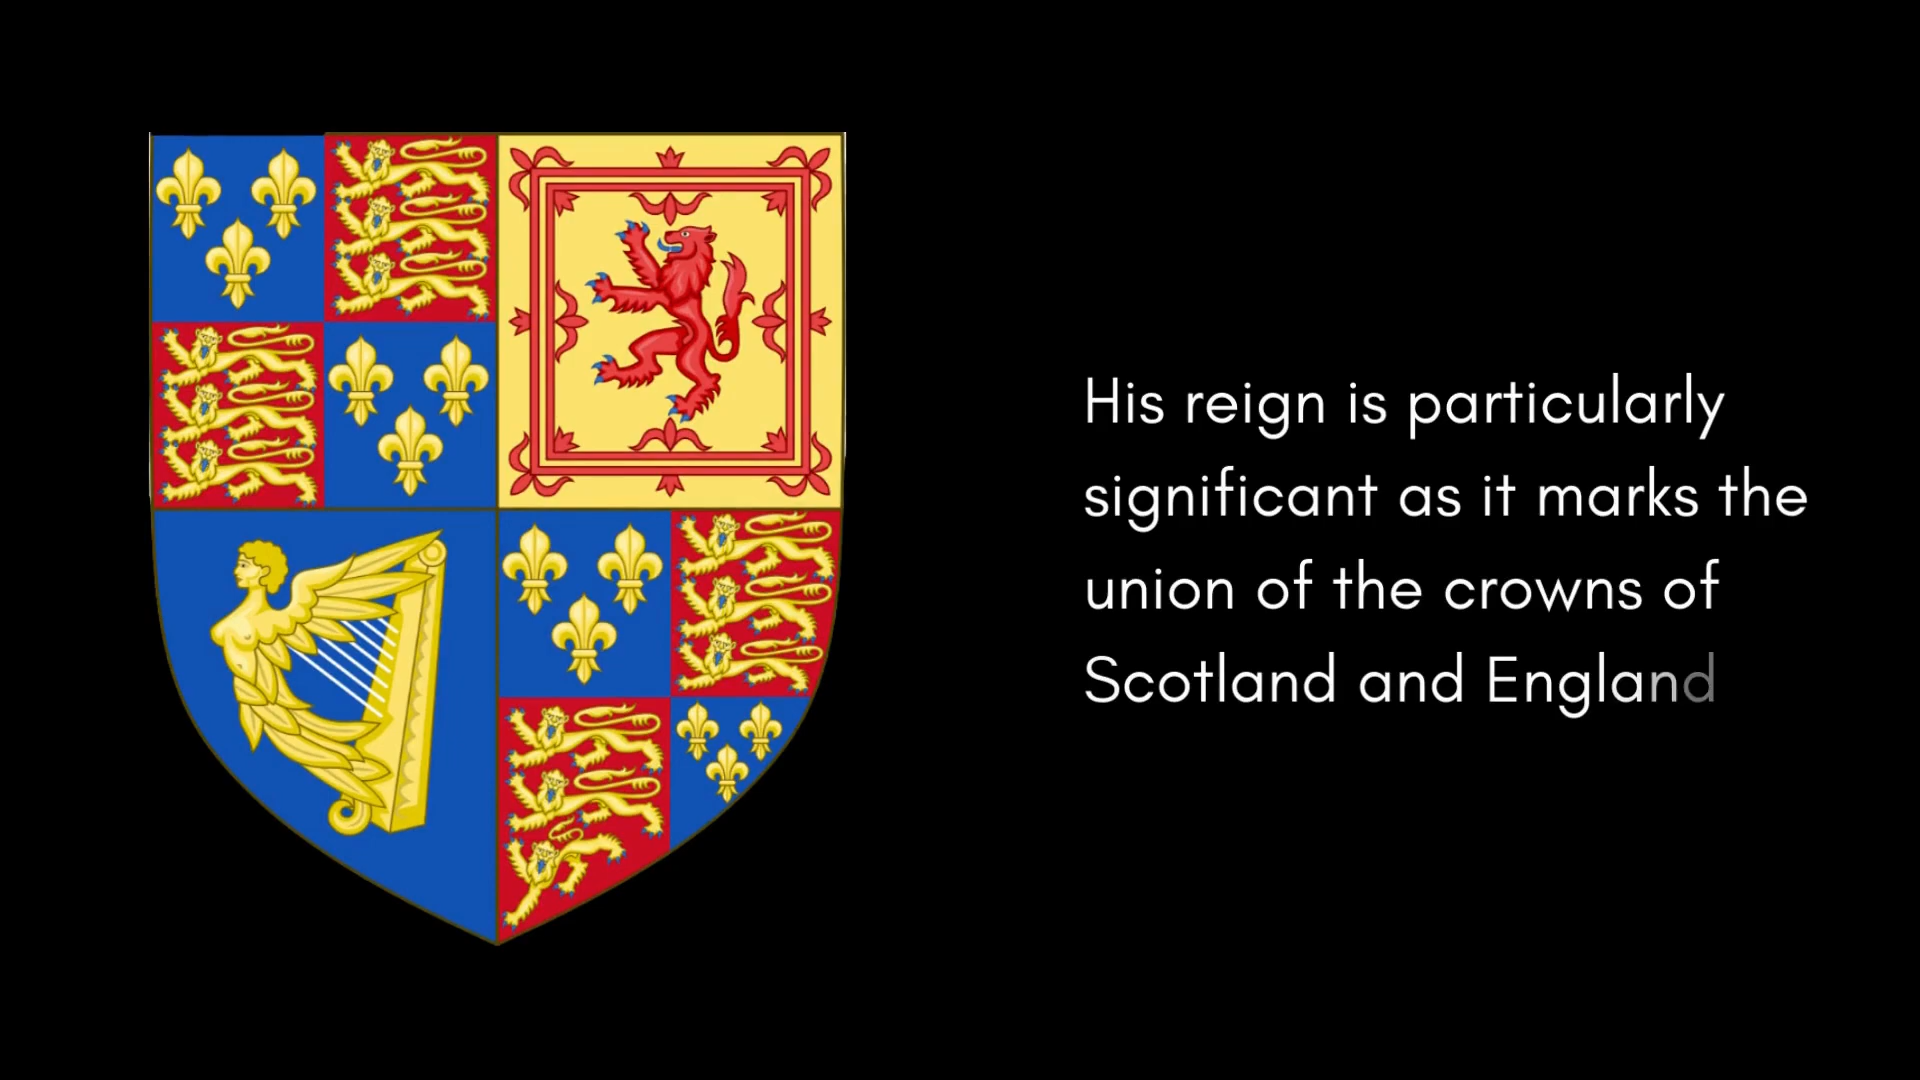 His reign is particularly
significant as it marks the
union of the crowns of
Scotland and England